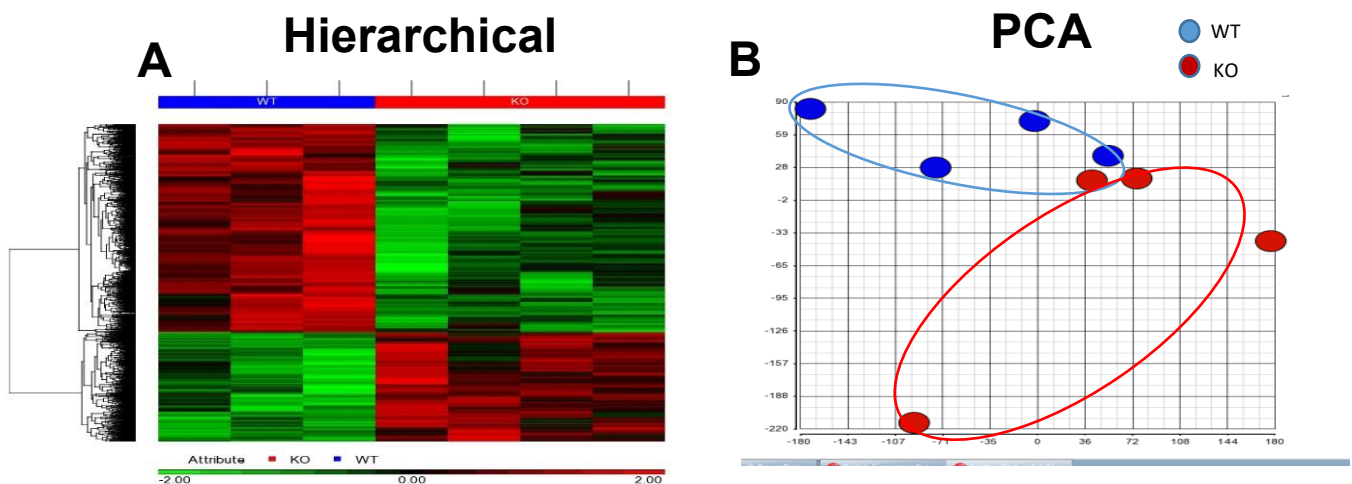 Hierarchical
A
WT KO
Attribute KO WT
-2.00 0.00 2.00
PCA
B
WT
KO
90
59
28
-2
-33
-65
-95
-126
-157
-188
-220
-180 -143 -107 -71 -35 0 36 72 108 144 180